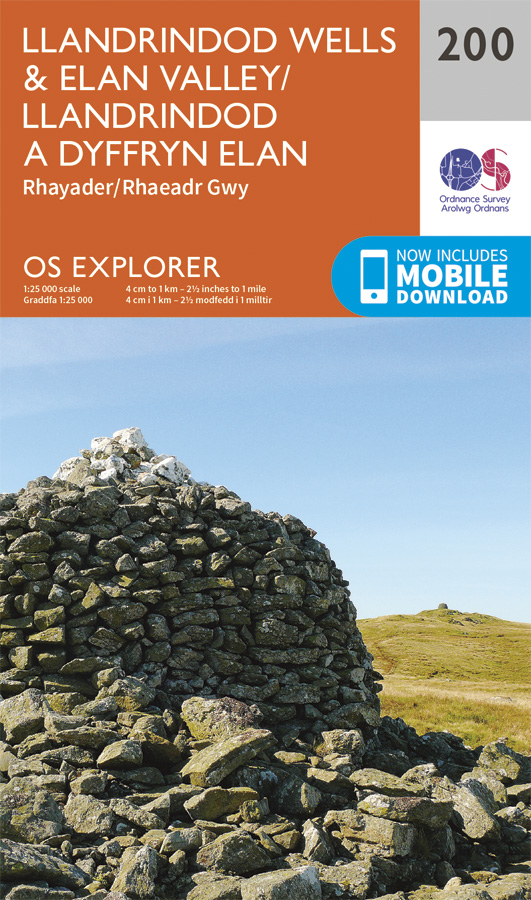 LLANDRINDOD WELLS
& ELAN VALLEY/
LLANDRINDOD
A DYFFRYN ELAN
Rhayader/Rhaeadr Gwy
200
Ordnance Survey
Arolwg Ordnans
OS EXPLORER
1:25 000 scale 4 cm to 1 km – 2½ inches to 1 mile
Graddfa 1:25 000 4 cm i 1 km – 2½ modfedd i 1 milltir
NOW INCLUDES
MOBILE
DOWNLOAD